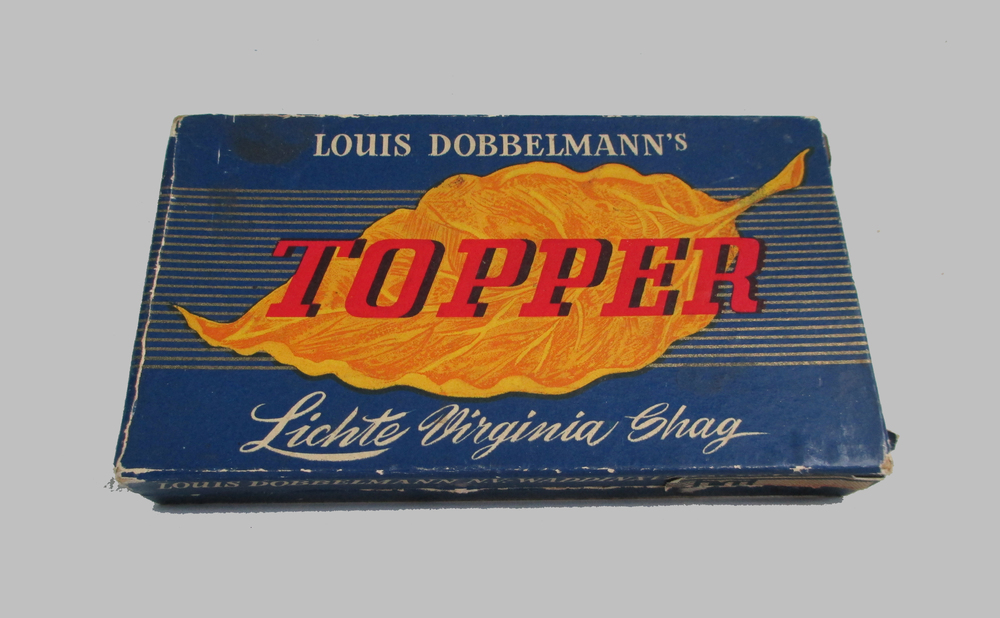 LOUIS DOBBELMANN'S
TOPPER
Lichte Virginia Shag
LOUIS DOBBELMANN N.V.